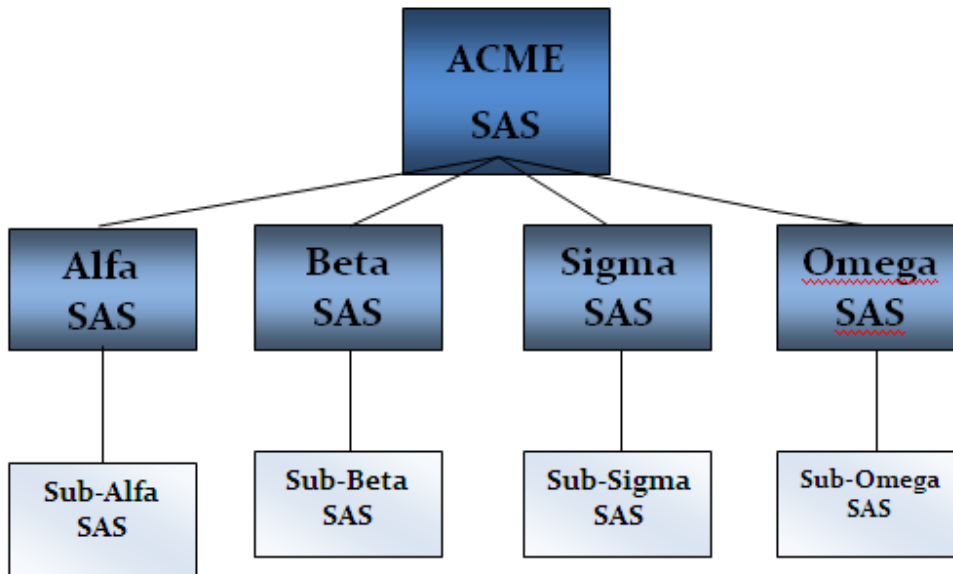 ACME
SAS
Alfa
SAS
Beta
SAS
Sigma
SAS
Omega
SAS
Sub-Alfa
SAS
Sub-Beta
SAS
Sub-Sigma
SAS
Sub-Omega
SAS